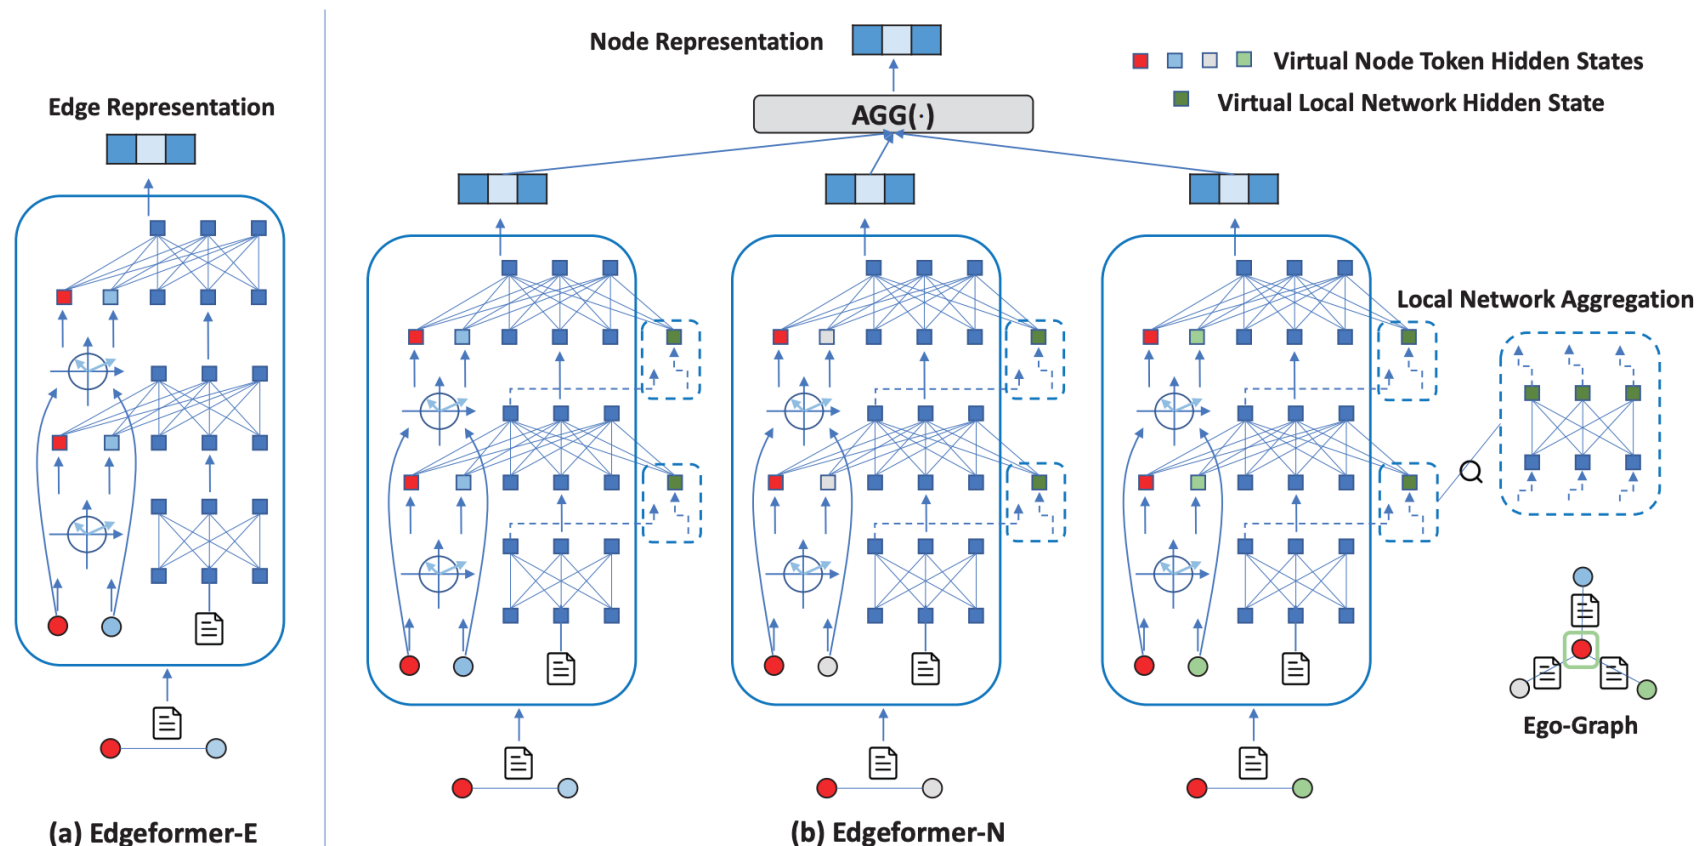 Node Representation
Virtual Node Token Hidden States
Virtual Local Network Hidden State
Edge Representation
AGG(·)
Local Network Aggregation
Ego-Graph
(a) Edgeformer-E
(b) Edgeformer-N